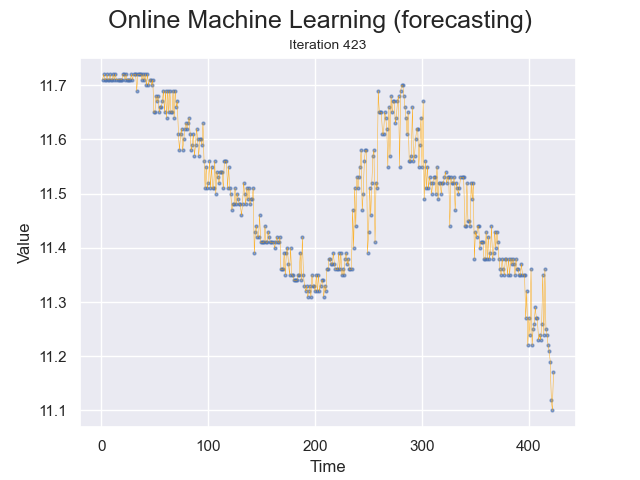 Online Machine Learning (forecasting)
Iteration 423
11.7
11.6
11.5
11.4
11.3
11.2
11.1
Value
0 100 200 300 400
Time